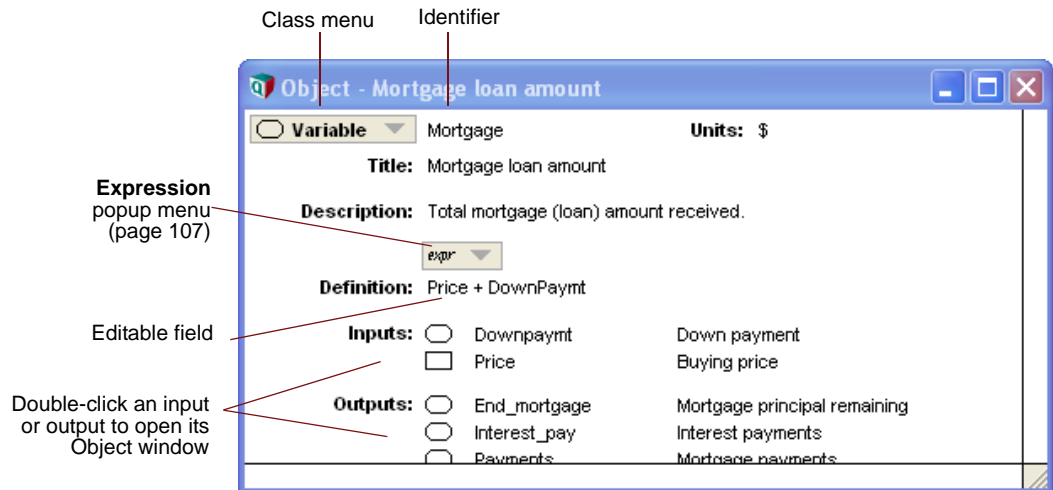 Class menu
Identifier
Object - Mortgage loan amount
Variable
Mortgage
Units: $
Title: Mortgage loan amount
Expression
popup menu
(page 107)
Description: Total mortgage (loan) amount received.
expr
Definition: Price + DownPaymt
Editable field
Inputs: Downpaymt Down payment
Price Buying price
Double-click an input
or output to open its
Object window
Outputs: End_mortgage Mortgage principal remaining
Interest_pay Interest payments
Payments Mortgage payments